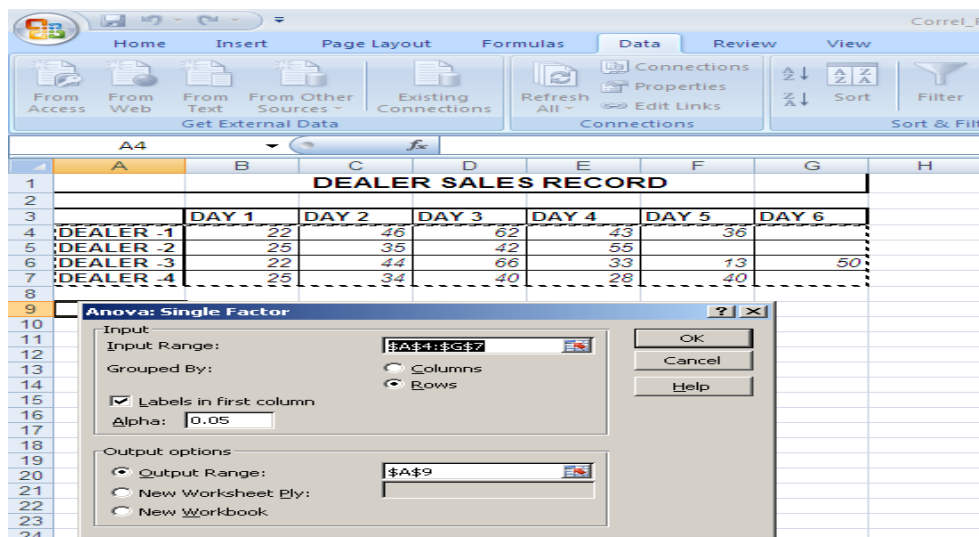 Correl_
Home Insert Page Layout Formulas Data Review View
From Access From Web From Text From Other Sources Existing Connections Refresh All Connections Properties Edit Links Sort Filter
Get External Data Connections Sort & Filt
A4 fx
A B C D E F G H
1 DEALER SALES RECORD
2
3 DAY 1 DAY 2 DAY 3 DAY 4 DAY 5 DAY 6
4 DEALER -1 22 46 62 43 36
5 DEALER -2 25 35 42 55
6 DEALER -3 22 44 66 33 13 50
7 DEALER -4 25 34 40 28 40
8
9 Anova: Single Factor
10 Input
11 Input Range: $A$4:$G$7 OK
12 Cancel
13 Grouped By: Columns
14 Rows Help
15 Labels in first column
16 Alpha: 0.05
17
18 Output options
19
20 Output Range: $A$9
21 New Worksheet Ply:
22 New Workbook
23
24